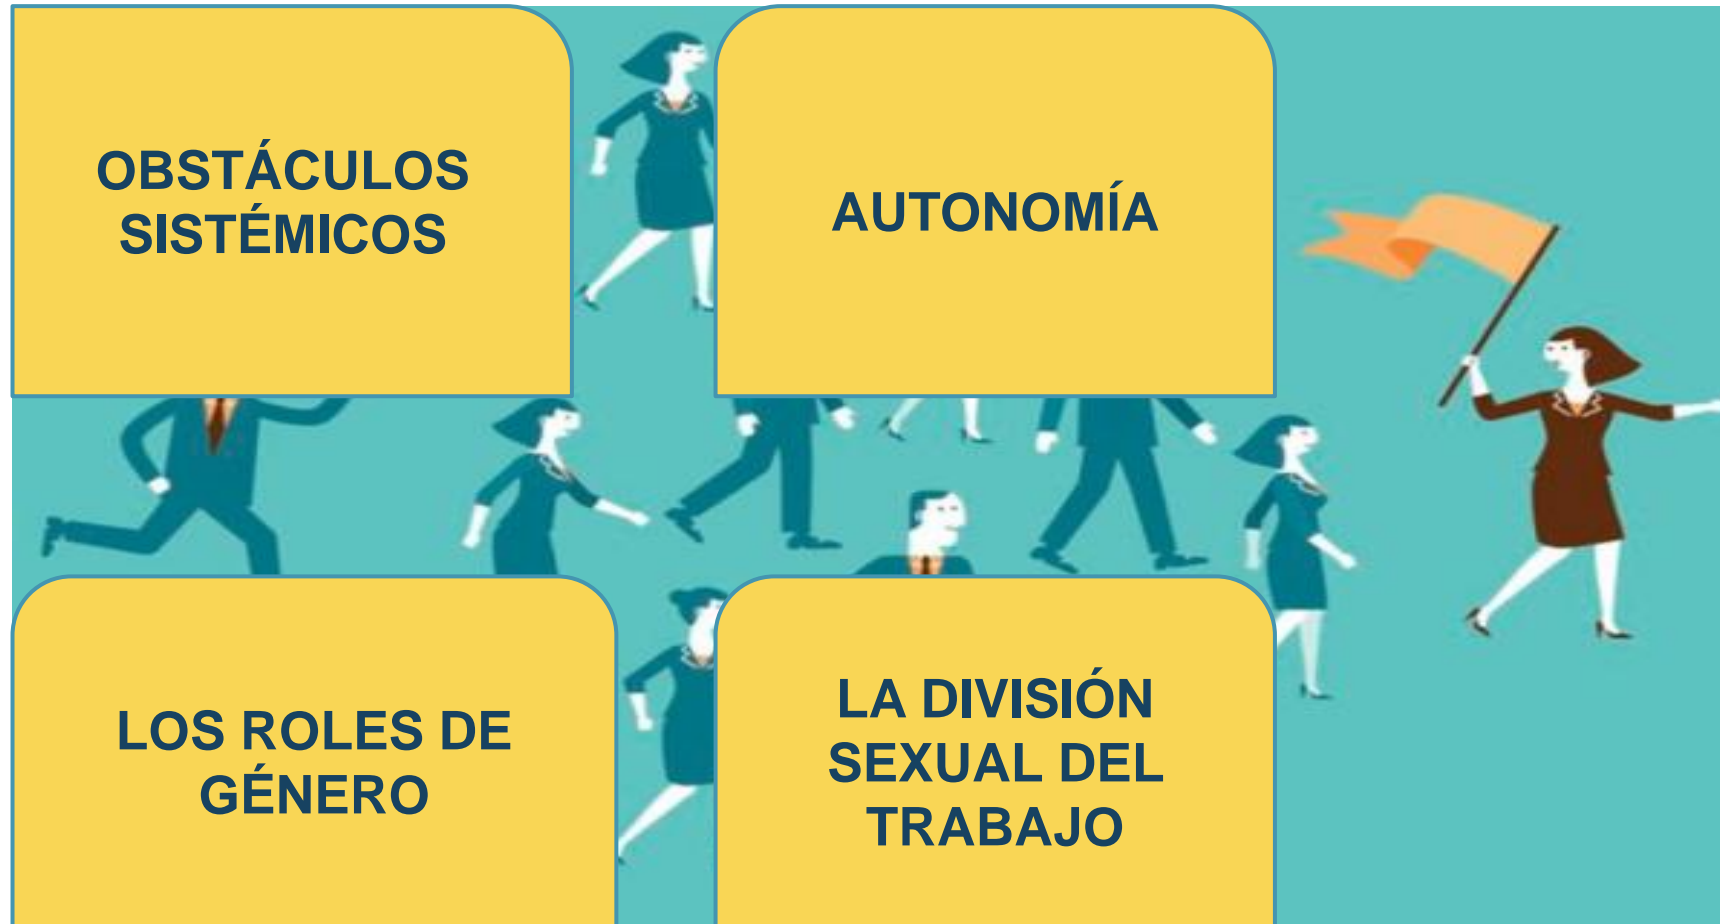 OBSTÁCULOS
SISTÉMICOS
AUTONOMÍA
LOS ROLES DE
GÉNERO
LA DIVISIÓN
SEXUAL DEL
TRABAJO